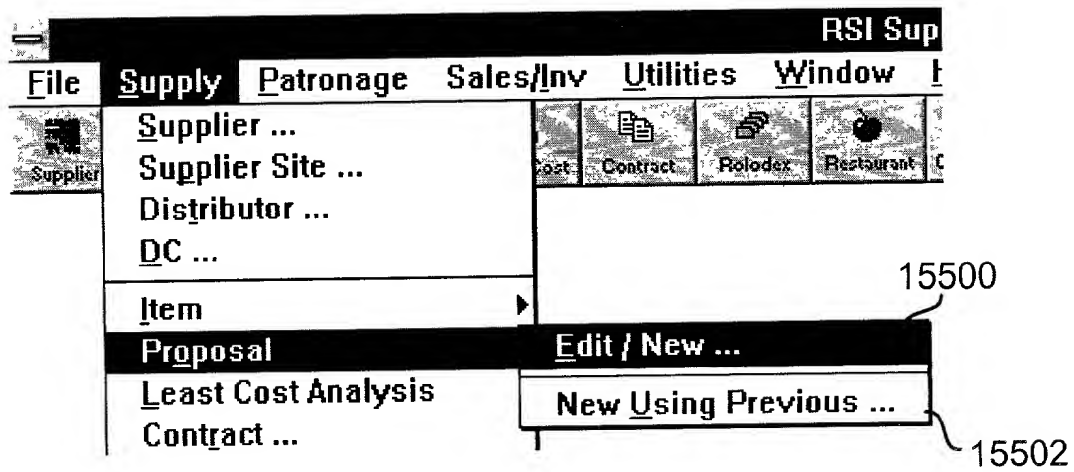 RSI Sup
File Supply Patronage Sales/Inv Utilities Window H
Supplier Cost Contract Rolodex Restaurant
Supplier ...
Supplier Site ...
Distributor ...
DC ...
Item
Proposal
Least Cost Analysis
Contract ...
Edit / New ...
New Using Previous ...
15500
15502